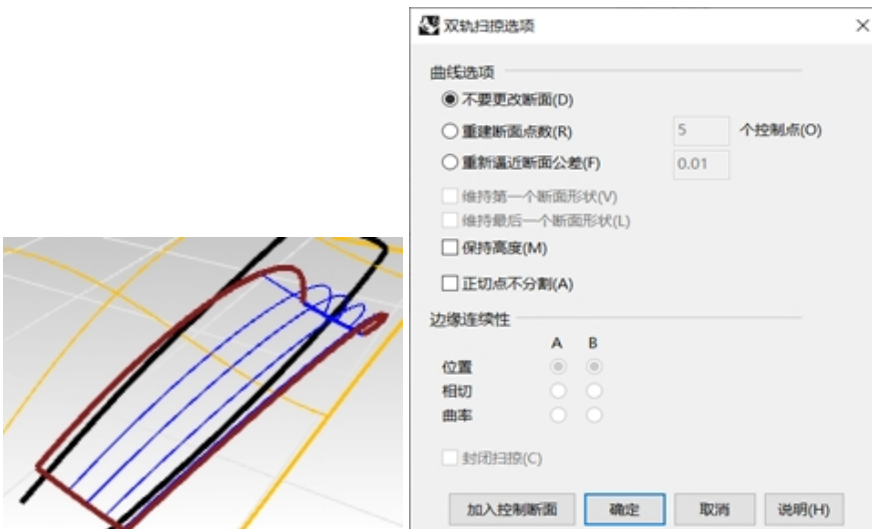 双轨扫掠选项
曲线选项
不要更改断面(D)
重建断面点数(R) 5 个控制点(O)
重新逼近断面公差(F) 0.01
维持第一个断面形状(V)
维持最后一个断面形状(L)
保持高度(M)
正切点不分割(A)
边缘连续性
A B
位置
相切
曲率
封闭扫掠(C)
加入控制断面 确定 取消 说明(H)